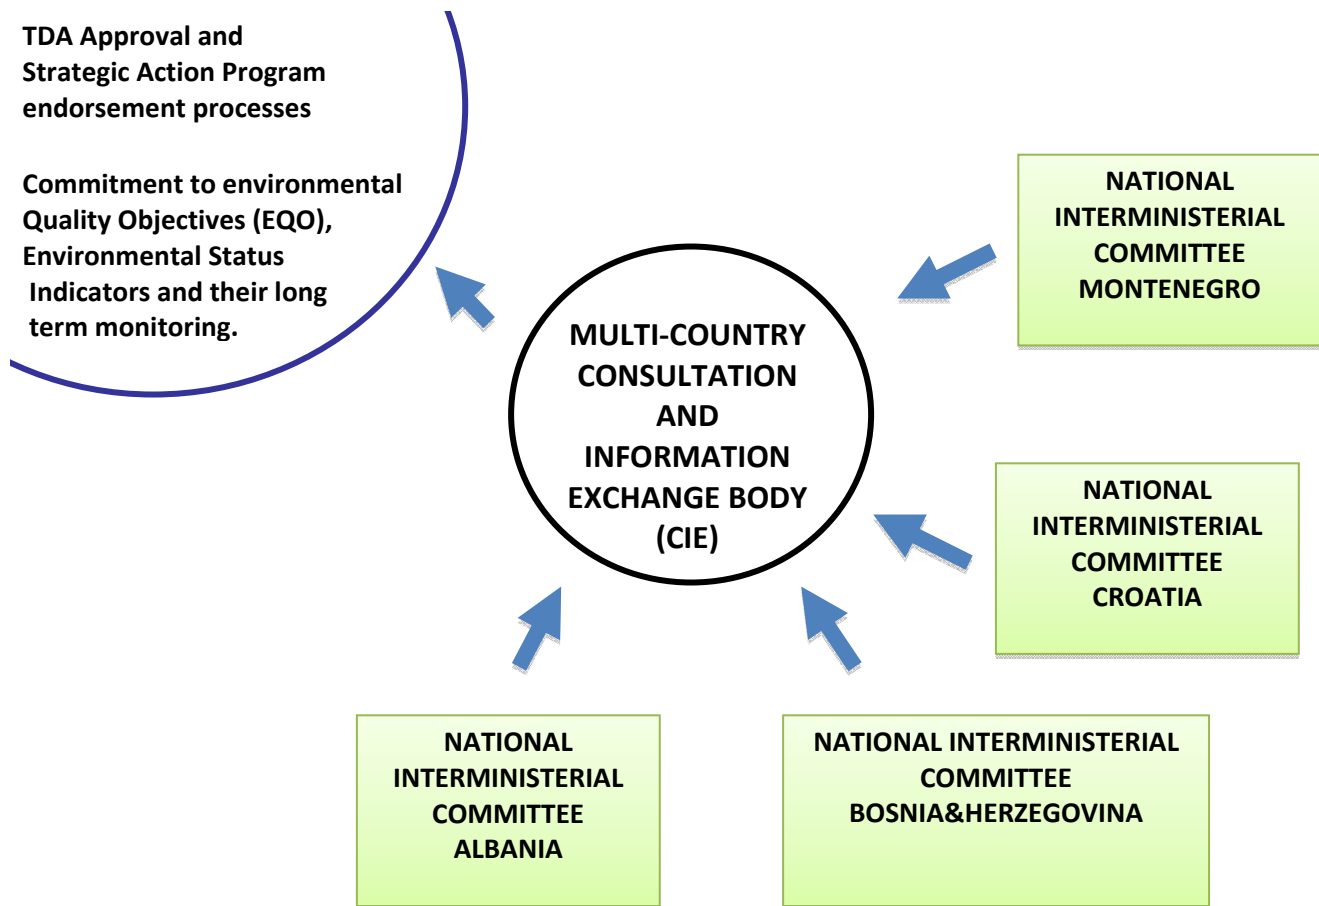 TDA Approval and
Strategic Action Program
endorsement processes
Commitment to environmental
Quality Objectives (EQO),
Environmental Status
Indicators and their long
term monitoring.
NATIONAL
INTERMINISTERIAL
COMMITTEE
MONTENEGRO
MULTI-COUNTRY
CONSULTATION
AND
INFORMATION
EXCHANGE BODY
(CIE)
NATIONAL
INTERMINISTERIAL
COMMITTEE
CROATIA
NATIONAL
INTERMINISTERIAL
COMMITTEE
ALBANIA
NATIONAL INTERMINISTERIAL
COMMITTEE
BOSNIA&HERZEGOVINA